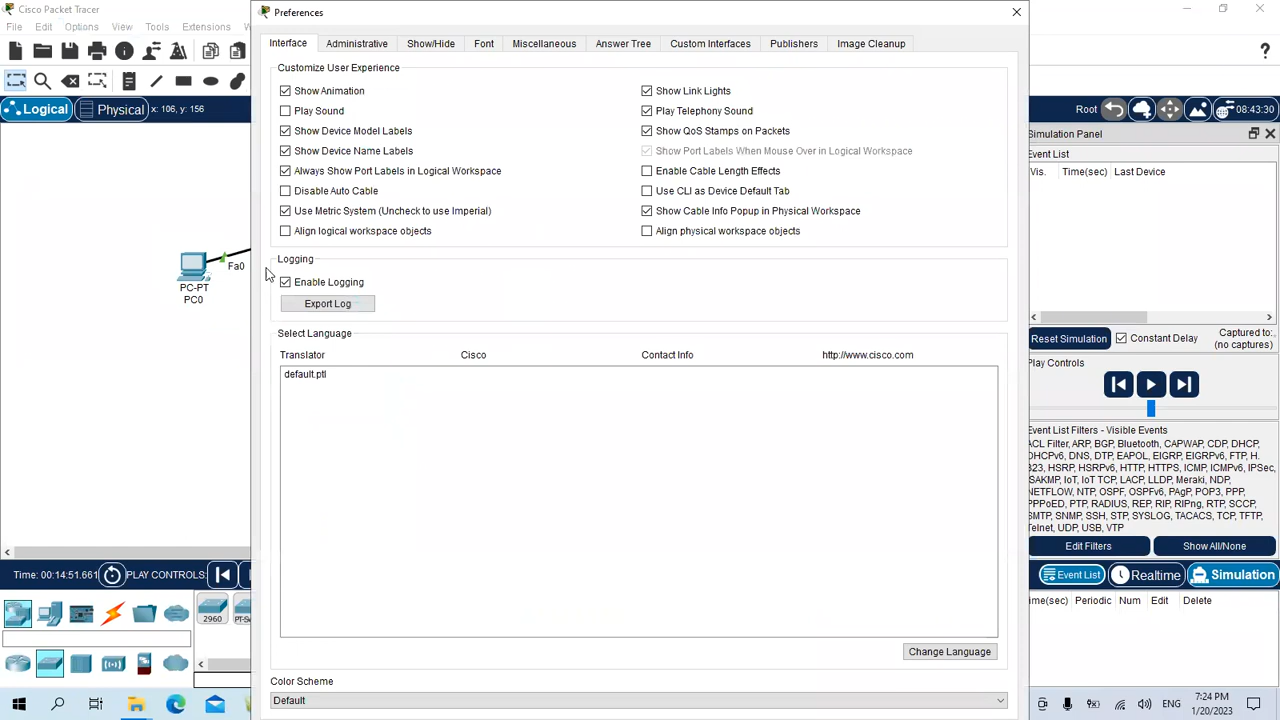 Cisco Packet Tracer
Preferences
File Edit Options View Tools Extensions
Interface Administrative Show/Hide Font Miscellaneous Answer Tree Custom Interfaces Publishers Image Cleanup
Customize User Experience
Show Animation Show Link Lights
Play Sound Play Telephony Sound
Show Device Model Labels Show QoS Stamps on Packets
Show Device Name Labels Show Port Labels When Mouse Over in Logical Workspace
Always Show Port Labels in Logical Workspace Enable Cable Length Effects
Disable Auto Cable Use CLI as Device Default Tab
Use Metric System (Uncheck to use Imperial) Show Cable Info Popup in Physical Workspace
Align logical workspace objects Align physical workspace objects
Logging
Enable Logging
Export Log
Select Language
Translator Cisco Contact Info http://www.cisco.com
default.ptl
Change Language
Color Scheme
Default
Logical Physical x: 106, y: 156
Root 08:43:30
Fa0
PC-PT
PC0
Simulation Panel
Event List
Vis. Time(sec) Last Device
Reset Simulation Constant Delay Captured to:
(no captures)
Play Controls
Event List Filters - Visible Events
ACL Filter, ARP, BGP, Bluetooth, CAPWAP, CDP, DHCP,
DHCPv6, DNS, DTP, EAPOL, EIGRP, EIGRPv6, FTP, H.
323, HSRP, HSRPv6, HTTP, HTTPS, ICMP, ICMPv6, IPSec,
ISAKMP, IoT, IoT TCP, LACP, LLDP, Meraki, NDP,
NETFLOW, NTP, OSPF, OSPFv6, PAgP, POP3, PPP,
PPPoED, PTP, RADIUS, REP, RIP, RIPng, RTP, SCCP,
SMTP, SNMP, SSH, STP, SYSLOG, TACACS, TCP, TFTP,
Telnet, UDP, USB, VTP
Edit Filters Show All/None
Event List Realtime Simulation
Time: 00:14:51.661 PLAY CONTROLS:
2960
Time(sec) Periodic Num Edit Delete
7:24 PM
1/20/2023